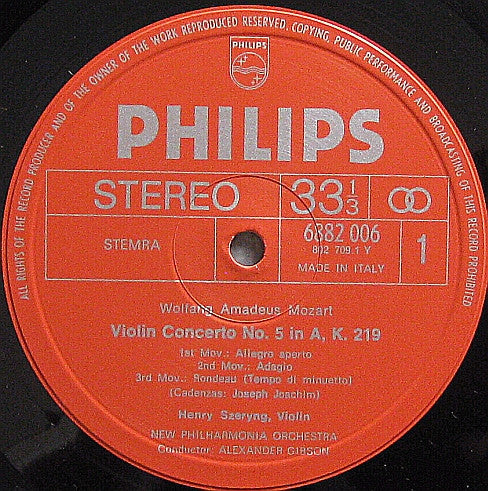 ALL RIGHTS OF THE RECORD PRODUCER AND OF THE OWNER OF THE WORK REPRODUCED RESERVED. COPYING, PUBLIC PERFORMANCE AND BROADCASTING OF THIS RECORD PROHIBITED
PHILIPS
PHILIPS
STEREO 33 1/3
STEMRA 6882 006 1
802 709.1 Y
MADE IN ITALY
Wolfang Amadeus Mozart
Violin Concerto No. 5 in A, K. 219
1st Mov.: Allegro aperto
2nd Mov.: Adagio
3rd Mov.: Rondeau (Tempo di minuetto)
(Cadenzas: Joseph Joachim)
Henry Szeryng, Violin
NEW PHILHARMONIA ORCHESTRA
Conductor: ALEXANDER GIBSON